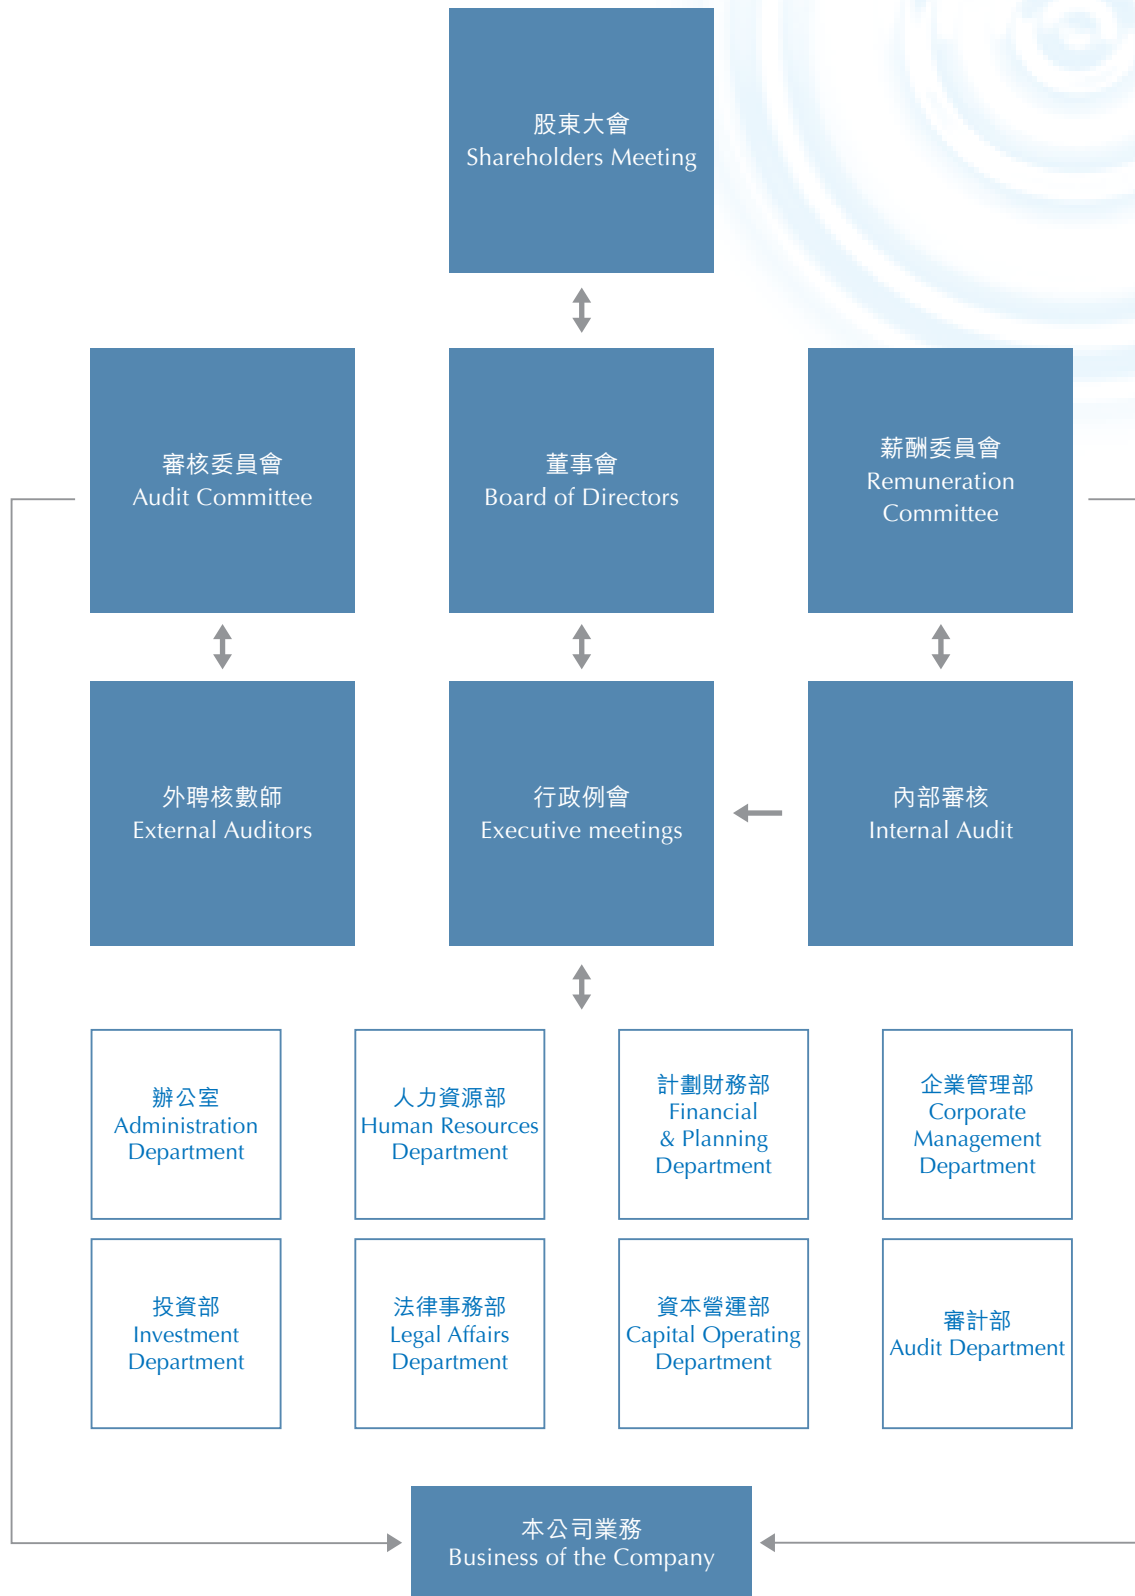 股東大會
Shareholders Meeting
審核委員會
Audit Committee
董事會
Board of Directors
薪酬委員會
Remuneration
Committee
外聘核數師
External Auditors
行政例會
Executive meetings
內部審核
Internal Audit
辦公室
Administration
Department
人力資源部
Human Resources
Department
計劃財務部
Financial
& Planning
Department
企業管理部
Corporate
Management
Department
投資部
Investment
Department
法律事務部
Legal Affairs
Department
資本營運部
Capital Operating
Department
審計部
Audit Department
本公司業務
Business of the Company